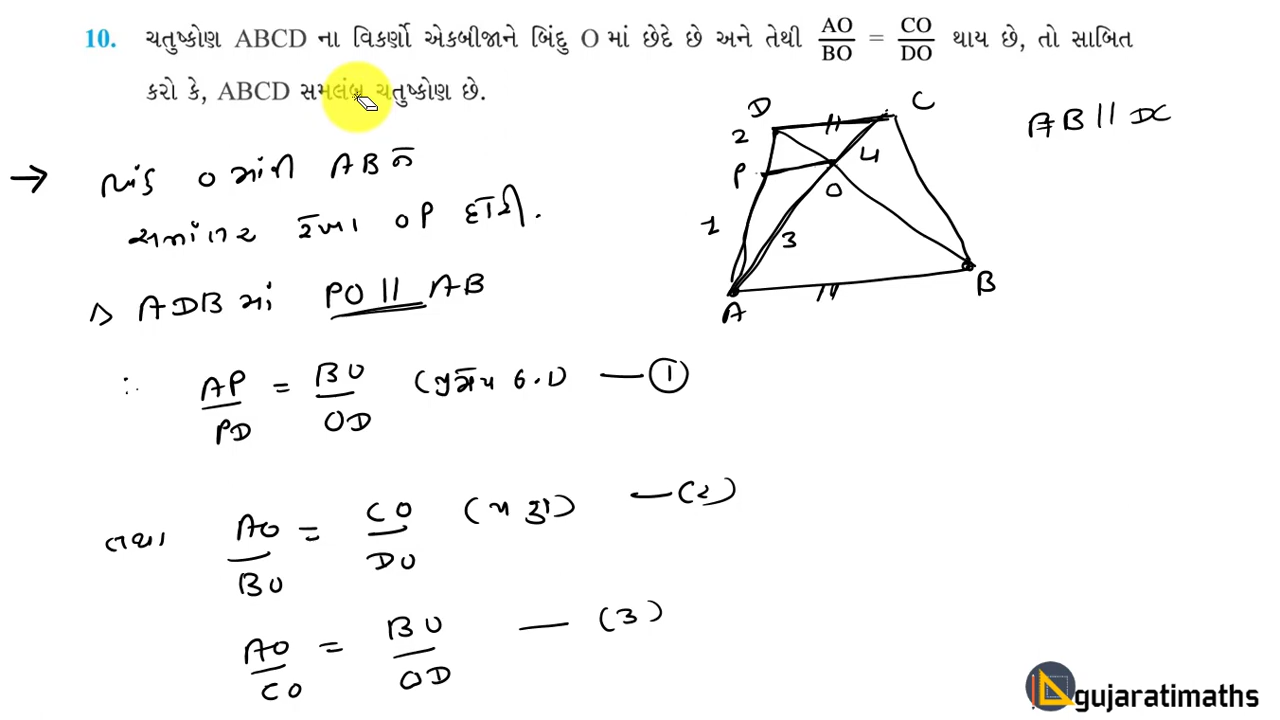 10. ચતુષ્કોણ ABCD ના વિકર્ણો એકબીજાને બિંદુ O માં છેદે છે અને તેથી AO/BO = CO/DO થાય છે, તો સાબિત
કરો કે, ABCD સમલંબ ચતુષ્કોણ છે.
D C
2 4
P O
1 3
A B
AB || DC
→ O માંથી AB ને
સમાંતર રેખા OP દોરી.
Δ ADB માં PO || AB
∴ AP/PD = BO/OD (પ્રમેય 6.1) — 1
તથા AO/BO = CO/DO (પક્ષ) — (2)
AO/CO = BO/OD — (3)
gujaratimaths